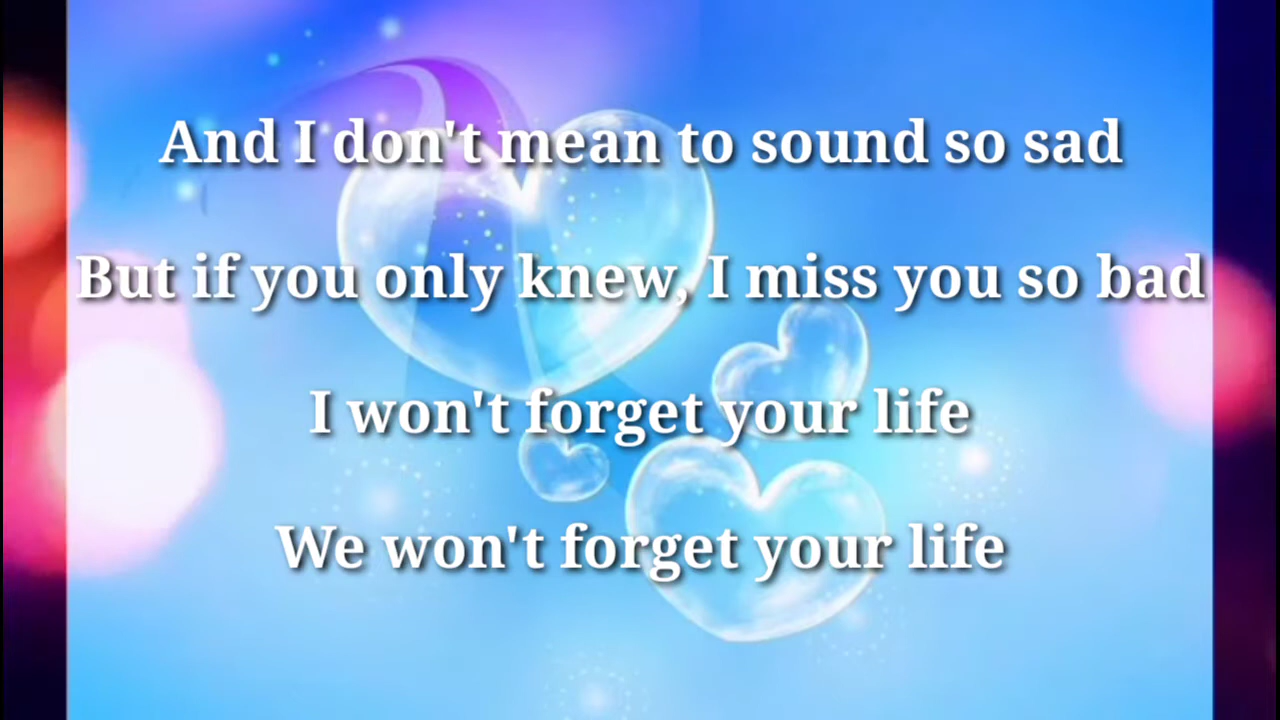 And I don't mean to sound so sad
But if you only knew, I miss you so bad
I won't forget your life
We won't forget your life